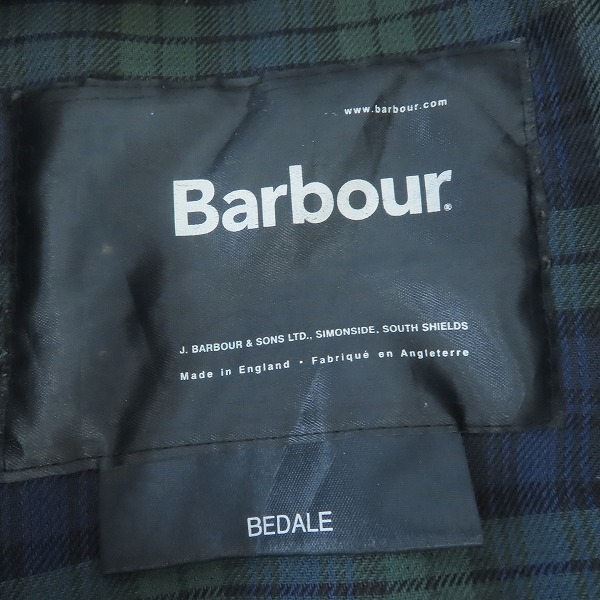 www.barbour.com
Barbour®
J. BARBOUR & SONS LTD., SIMONSIDE, SOUTH SHIELDS
Made in England • Fabriqué en Angleterre
BEDALE